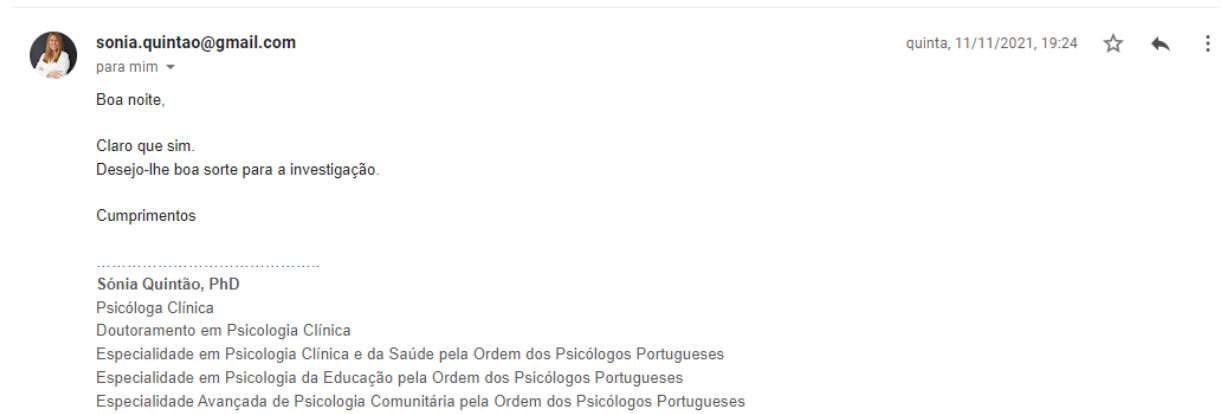 sonia.quintao@gmail.com
quinta, 11/11/2021, 19:24
para mim
Boa noite,
Claro que sim.
Desejo-lhe boa sorte para a investigação.
Cumprimentos
……………………………………..
Sónia Quintão, PhD
Psicóloga Clínica
Doutoramento em Psicologia Clínica
Especialidade em Psicologia Clínica e da Saúde pela Ordem dos Psicólogos Portugueses
Especialidade em Psicologia da Educação pela Ordem dos Psicólogos Portugueses
Especialidade Avançada de Psicologia Comunitária pela Ordem dos Psicólogos Portugueses